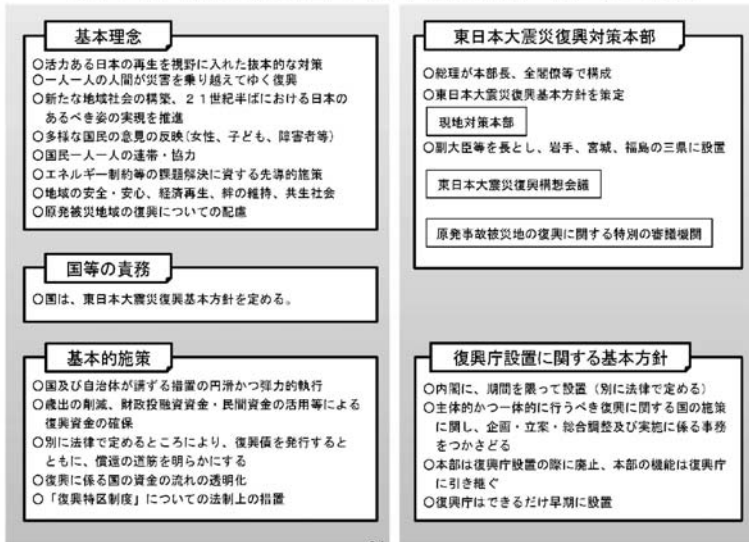 基本理念
○活力ある日本の再生を視野に入れた抜本的な対策
○一人一人の人間が災害を乗り越えてゆく復興
○新たな地域社会の構築、２１世紀半ばにおける日本の
あるべき姿の実現を推進
○多様な国民の意見の反映(女性、子ども、障害者等)
○国民一人一人の連帯・協力
○エネルギー制約等の課題解決に資する先導的施策
○地域の安全・安心、経済再生、絆の維持、共生社会
○原発被災地域の復興についての配慮
国等の責務
○国は、東日本大震災復興基本方針を定める。
基本的施策
○国及び自治体が講ずる措置の円滑かつ弾力的執行
○歳出の削減、財政投融資資金・民間資金の活用等による
復興資金の確保
○別に法律で定めるところにより、復興債を発行すると
ともに、償還の道筋を明らかにする
○復興に係る国の資金の流れの透明化
○「復興特区制度」についての法制上の措置
東日本大震災復興対策本部
○総理が本部長、全閣僚等で構成
○東日本大震災復興基本方針を策定
現地対策本部
○副大臣等を長とし、岩手、宮城、福島の三県に設置
東日本大震災復興構想会議
原発事故被災地の復興に関する特別の審議機関
復興庁設置に関する基本方針
○内閣に、期間を限って設置（別に法律で定める）
○主体的かつ一体的に行うべき復興に関する国の施策
に関し、企画・立案・総合調整及び実施に係る事務
をつかさどる
○本部は復興庁設置の際に廃止、本部の機能は復興庁
に引き継ぐ
○復興庁はできるだけ早期に設置